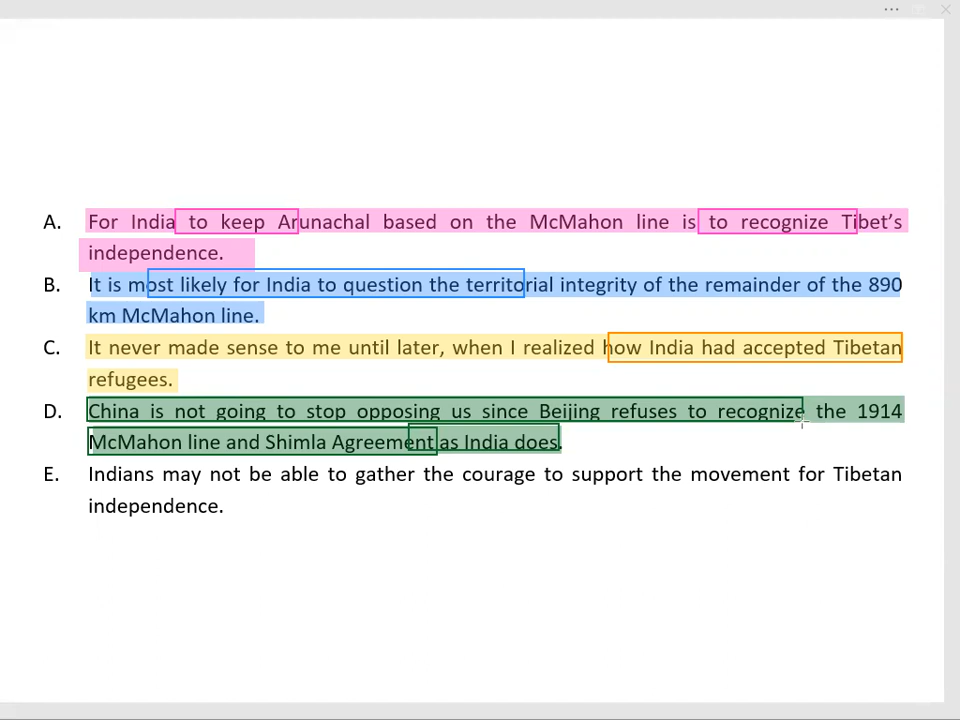 A. For India to keep Arunachal based on the McMahon line is to recognize Tibet’s
independence.
B. It is most likely for India to question the territorial integrity of the remainder of the 890
km McMahon line.
C. It never made sense to me until later, when I realized how India had accepted Tibetan
refugees.
D. China is not going to stop opposing us since Beijing refuses to recognize the 1914
McMahon line and Shimla Agreement as India does.
E. Indians may not be able to gather the courage to support the movement for Tibetan
independence.